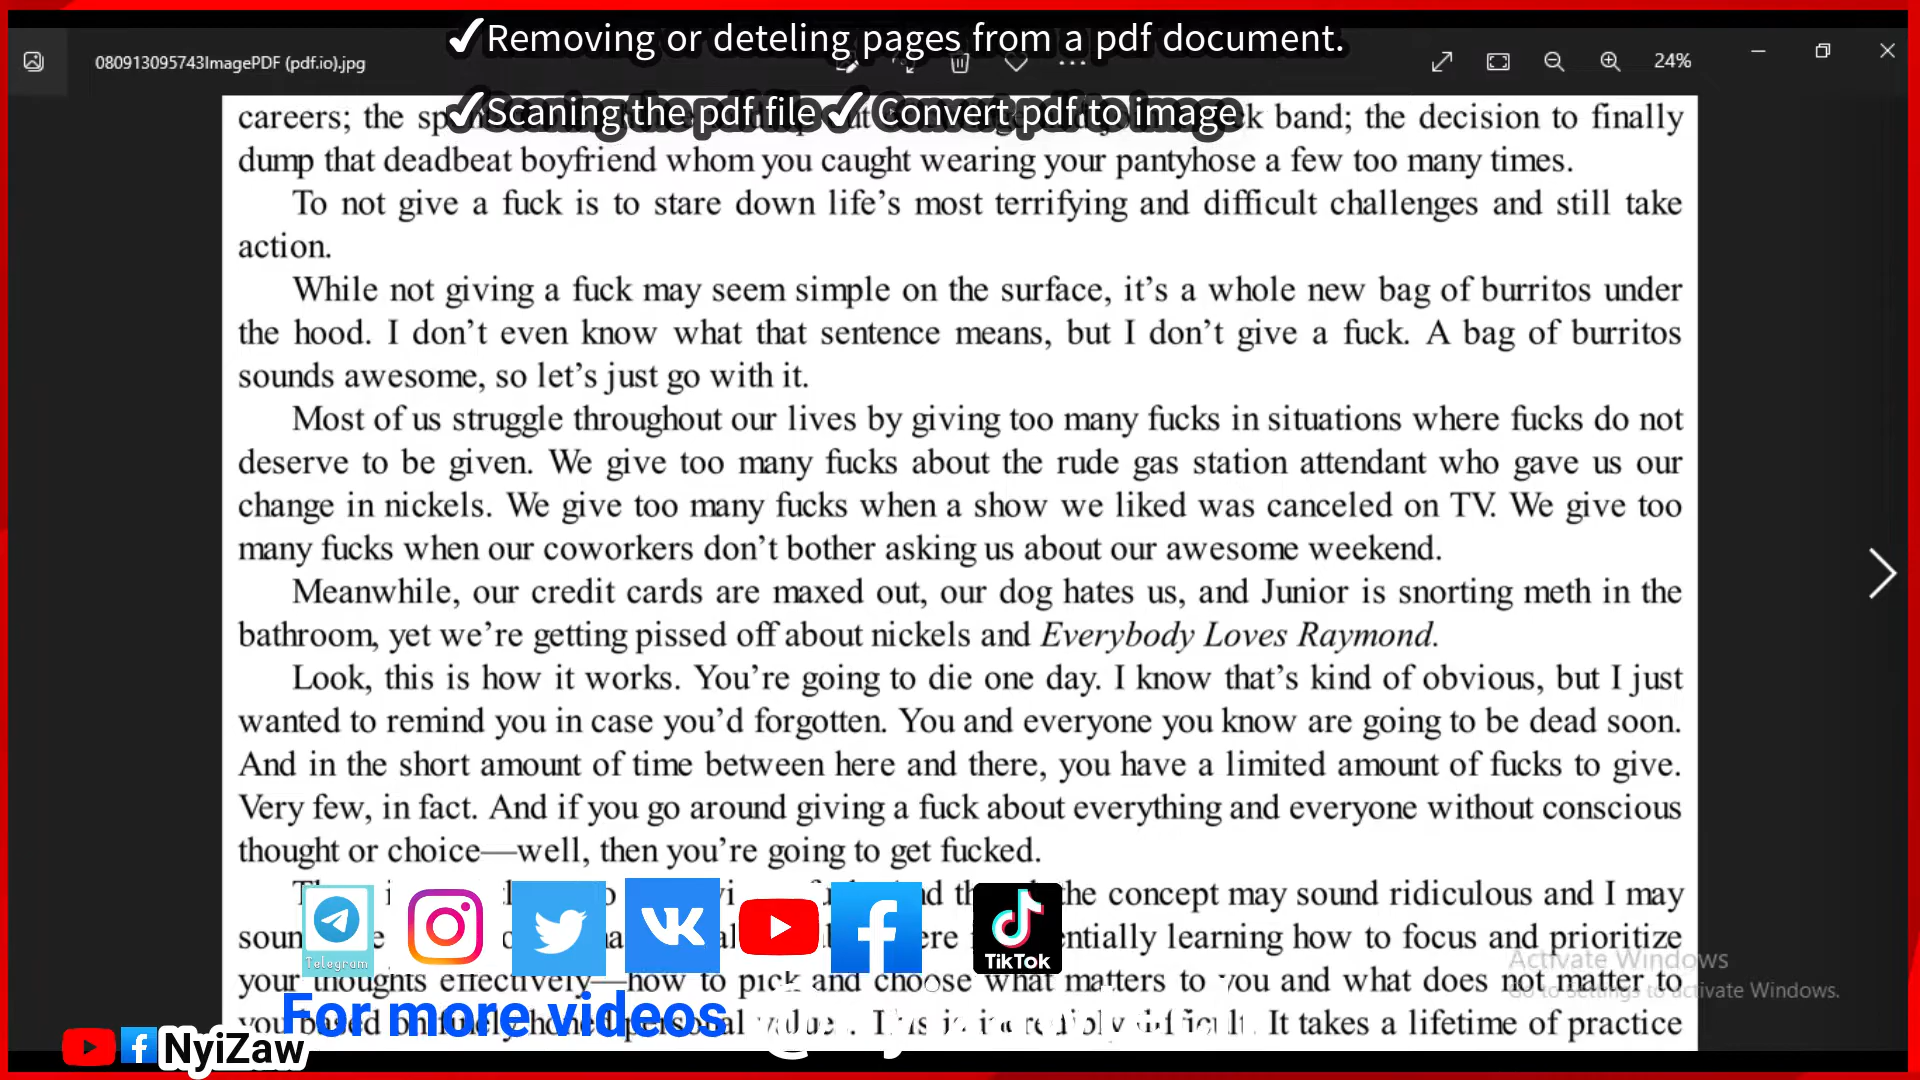 ✔Removing or deteling pages from a pdf document.
080913095743ImagePDF (pdf.io).jpg
24%
✔Scaning the pdf file ✔Convert pdf to image
careers; the band; the decision to finally
dump that deadbeat boyfriend whom you caught wearing your pantyhose a few too many times.
To not give a fuck is to stare down life’s most terrifying and difficult challenges and still take
action.
While not giving a fuck may seem simple on the surface, it’s a whole new bag of burritos under
the hood. I don’t even know what that sentence means, but I don’t give a fuck. A bag of burritos
sounds awesome, so let’s just go with it.
Most of us struggle throughout our lives by giving too many fucks in situations where fucks do not
deserve to be given. We give too many fucks about the rude gas station attendant who gave us our
change in nickels. We give too many fucks when a show we liked was canceled on TV. We give too
many fucks when our coworkers don’t bother asking us about our awesome weekend.
Meanwhile, our credit cards are maxed out, our dog hates us, and Junior is snorting meth in the
bathroom, yet we’re getting pissed off about nickels and Everybody Loves Raymond.
Look, this is how it works. You’re going to die one day. I know that’s kind of obvious, but I just
wanted to remind you in case you’d forgotten. You and everyone you know are going to be dead soon.
And in the short amount of time between here and there, you have a limited amount of fucks to give.
Very few, in fact. And if you go around giving a fuck about everything and everyone without conscious
thought or choice—well, then you’re going to get fucked.
the concept may sound ridiculous and I may
learning how to focus and prioritize
your thoughts effectively—how to pick and choose what matters to you and what does not matter to
you based personal It takes a lifetime of practice
Telegram
TikTok
Activate Windows
Go to Settings to activate Windows.
For more videos
NyiZaw